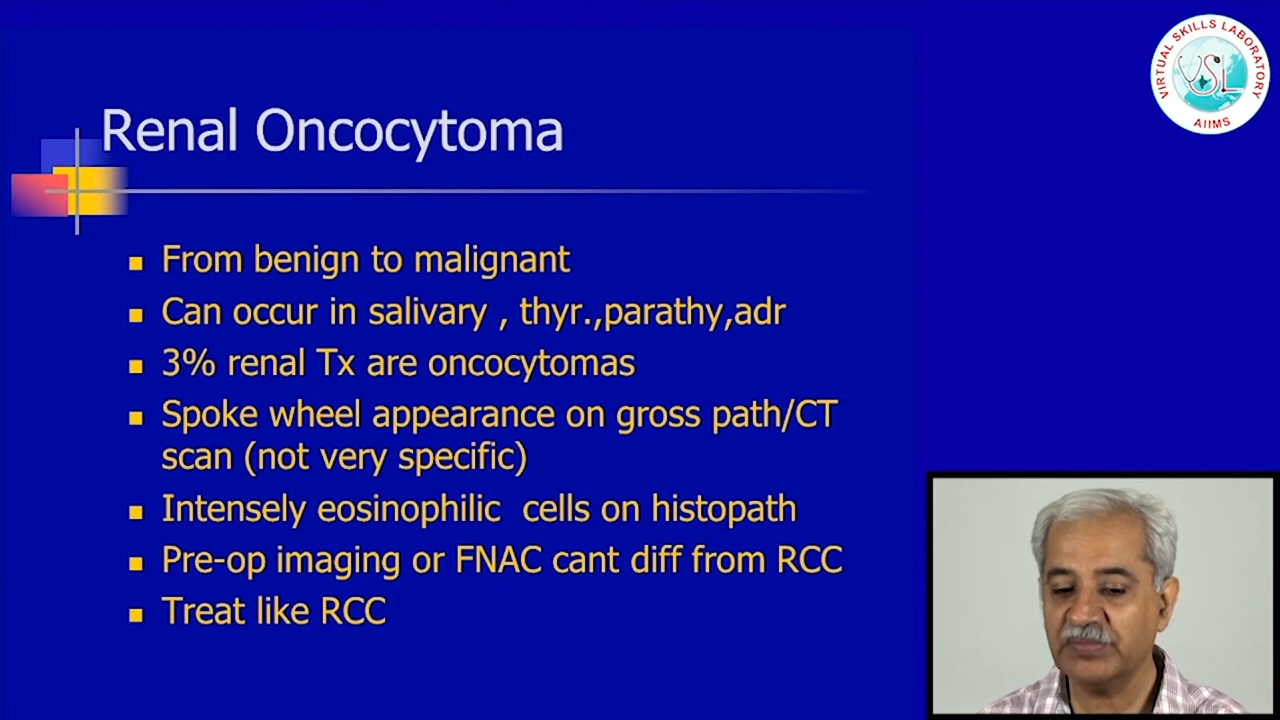 Renal Oncocytoma
From benign to malignant
Can occur in salivary , thyr.,parathy,adr
3% renal Tx are oncocytomas
Spoke wheel appearance on gross path/CT
scan (not very specific)
Intensely eosinophilic cells on histopath
Pre-op imaging or FNAC cant diff from RCC
Treat like RCC
VIRTUAL SKILLS LABORATORY
VSL
AIIMS